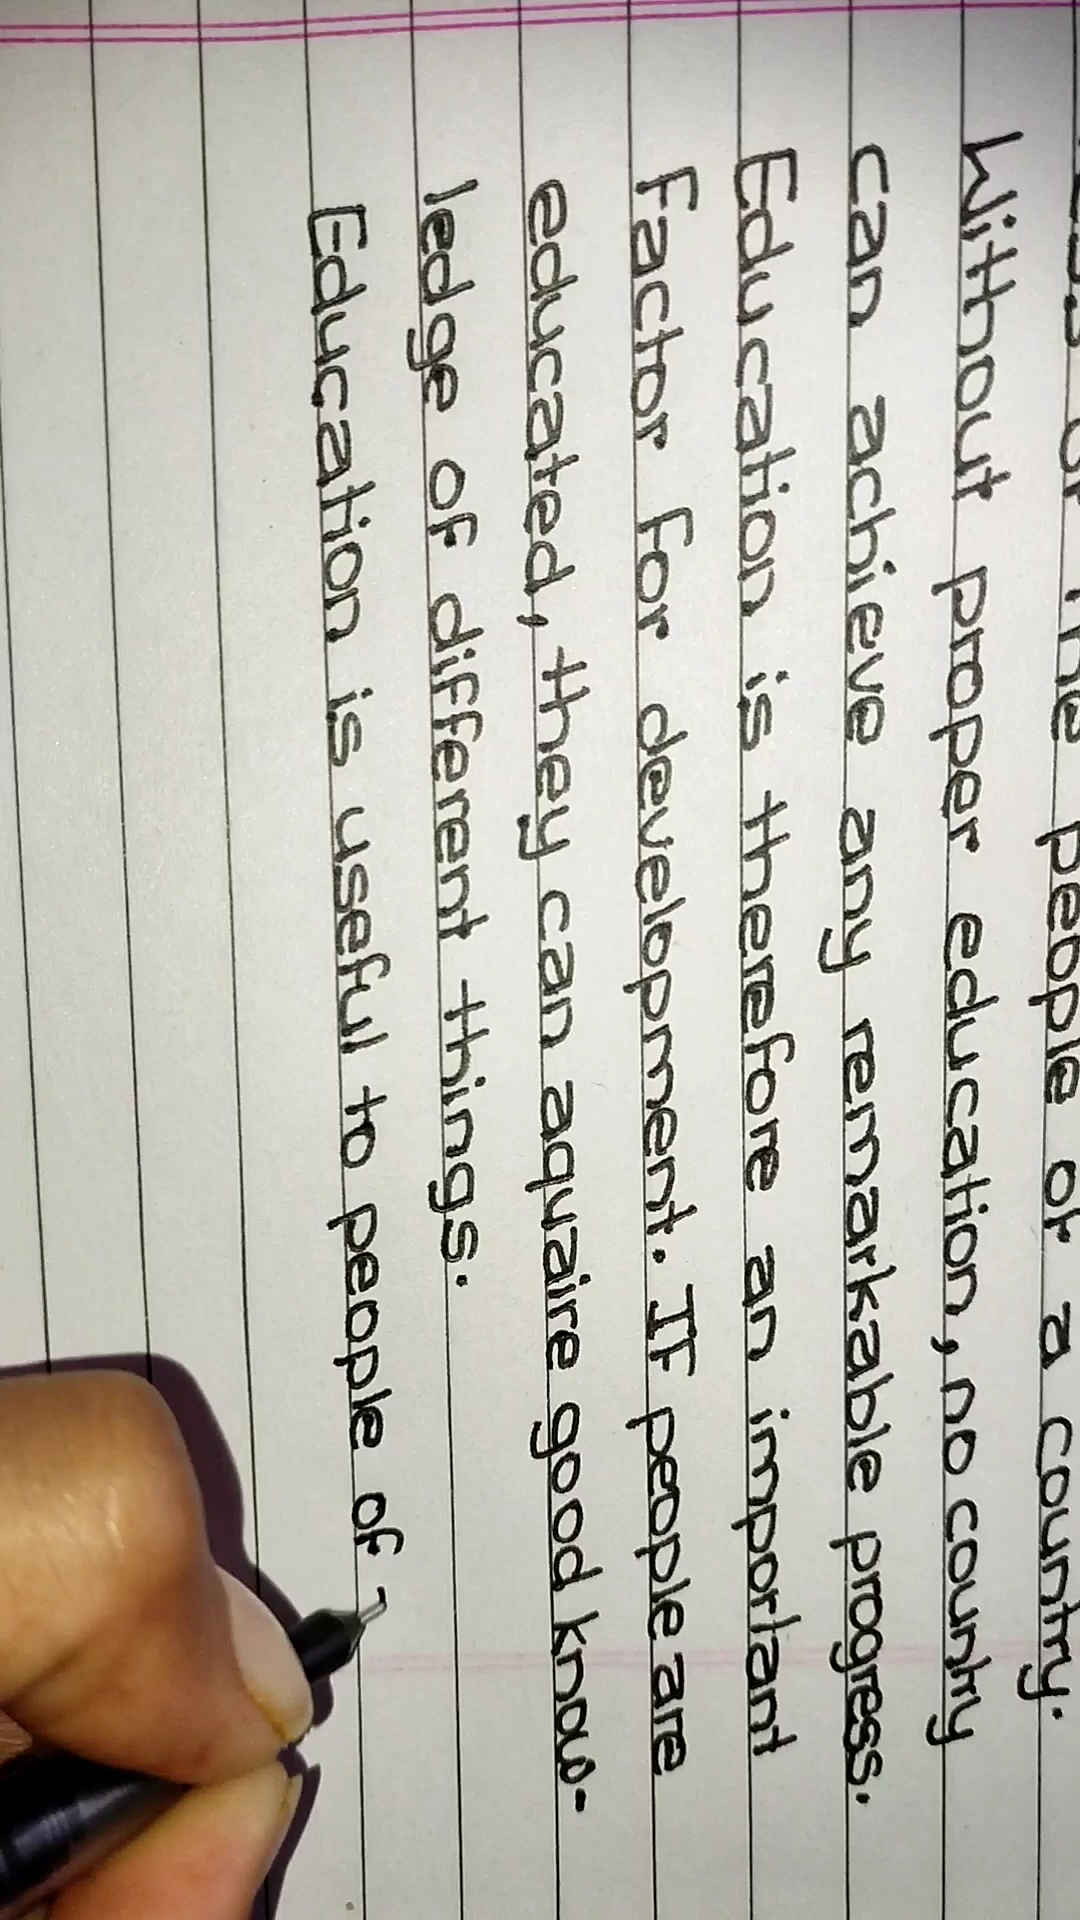 the people of a country.
Without proper education, no country
can achieve any remarkable progress.
Education is therefore an important
Factor for development. IF people are
educated, they can aquaire good know-
ledge of different things.
Education is useful to people of